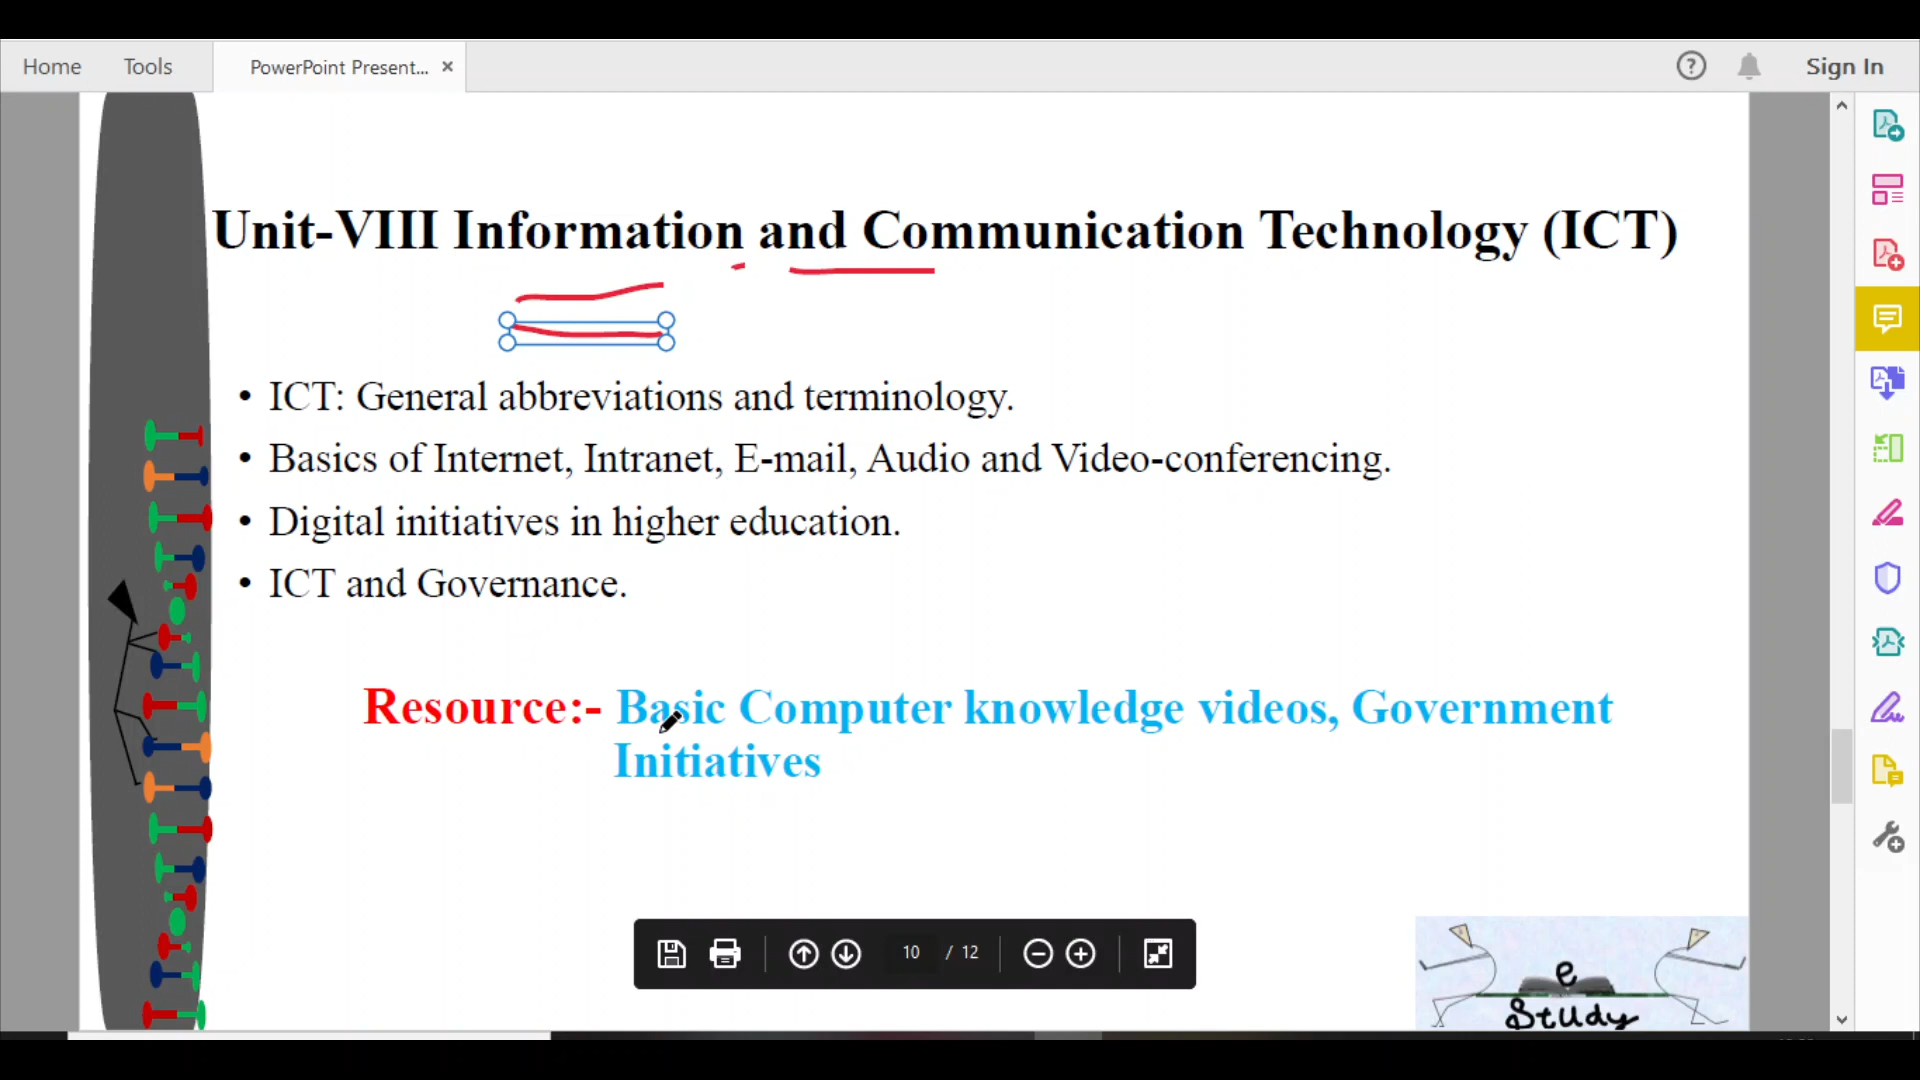 Home Tools PowerPoint Present... × Sign In
Unit-VIII Information and Communication Technology (ICT)
• ICT: General abbreviations and terminology.
• Basics of Internet, Intranet, E-mail, Audio and Video-conferencing.
• Digital initiatives in higher education.
• ICT and Governance.
Resource:- Basic Computer knowledge videos, Government
Initiatives
10 / 12
e
Study